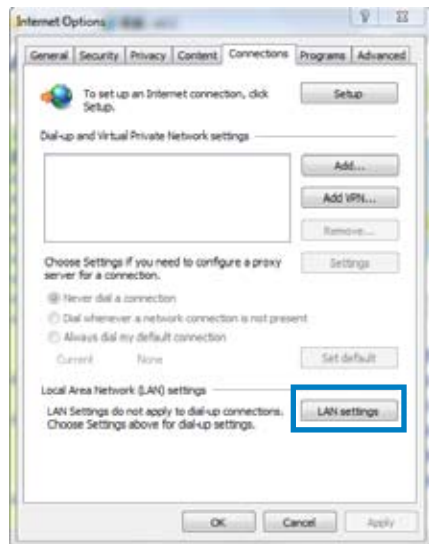 Internet Options
General Security Privacy Content Connections Programs Advanced
To set up an Internet connection, click
Setup.
Setup
Dial-up and Virtual Private Network settings
Add...
Add VPN...
Remove...
Choose Settings if you need to configure a proxy
server for a connection.
Settings
Never dial a connection
Dial whenever a network connection is not present
Always dial my default connection
Current None
Set default
Local Area Network (LAN) settings
LAN Settings do not apply to dial-up connections.
Choose Settings above for dial-up settings.
LAN settings
OK Cancel Apply